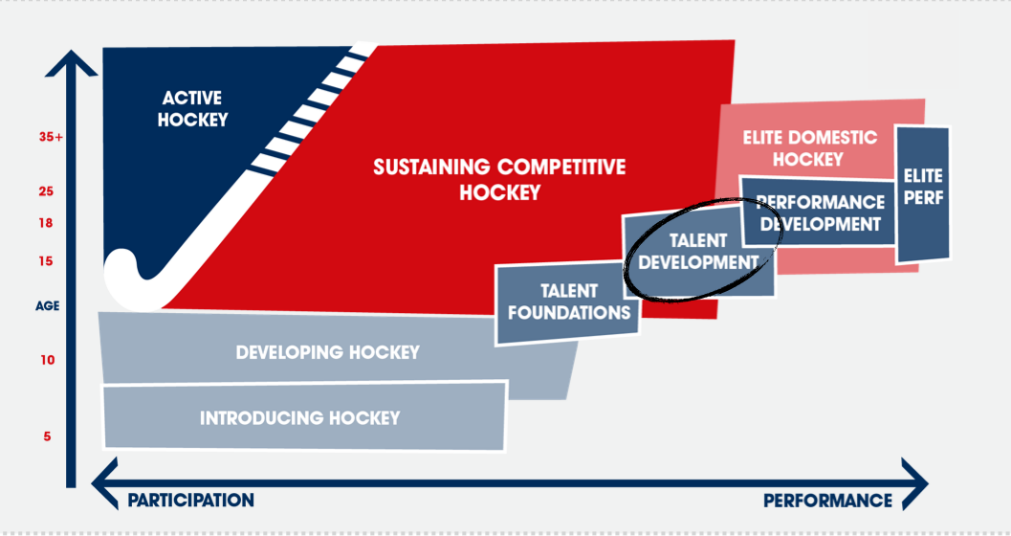 ACTIVE
HOCKEY
35+
25
18
15
AGE
10
5
SUSTAINING COMPETITIVE
HOCKEY
ELITE DOMESTIC
HOCKEY
ELITE
PERF
PERFORMANCE
DEVELOPMENT
TALENT
DEVELOPMENT
TALENT
FOUNDATIONS
DEVELOPING HOCKEY
INTRODUCING HOCKEY
PARTICIPATION
PERFORMANCE